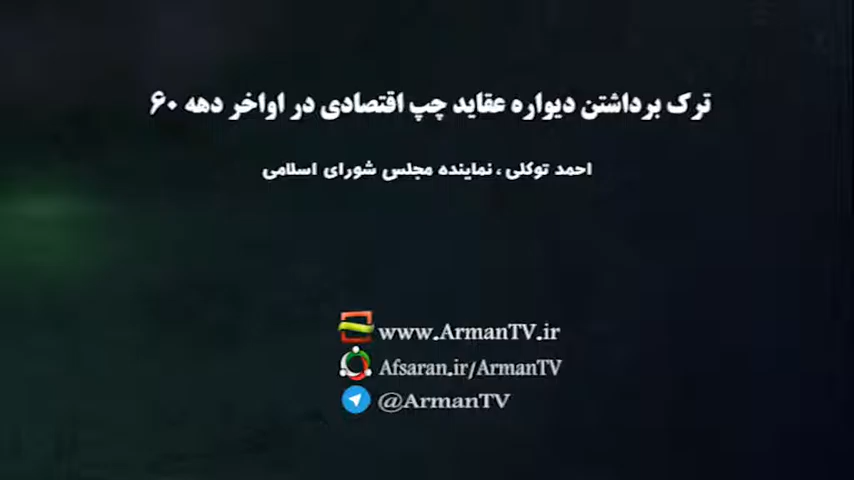 ترک برداشتن دیواره عقاید چپ اقتصادی در اواخر دهه ۶۰
احمد توکلی ، نماینده مجلس شورای اسلامی
www.ArmanTV.ir
Afsaran.ir/ArmanTV
@ArmanTV